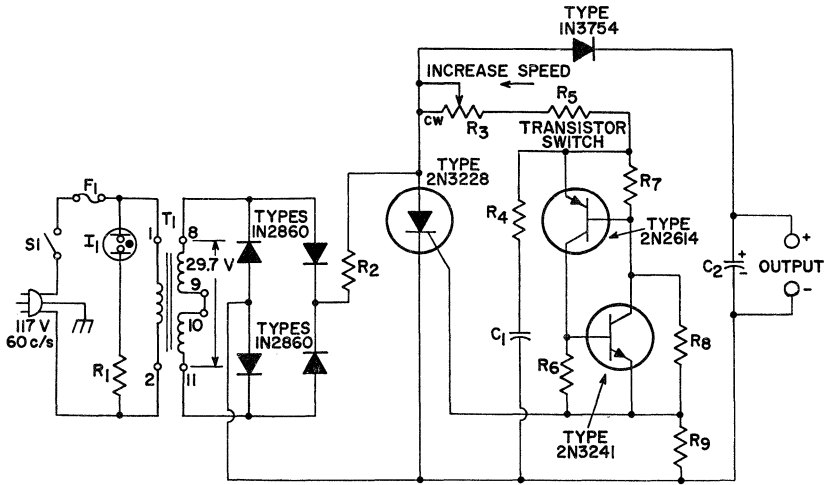 TYPE
1N3754
INCREASE SPEED
CW
R3
R5
TRANSISTOR
SWITCH
TYPE
2N3228
R7
R4
F1
T1
TYPES
1N2860
TYPE
2N2614
S1
I1
1
8
29.7 V
9
R2
+
C2
+
-
OUTPUT
-
117 V
60 c/s
10
TYPES
1N2860
C1
R6
R8
R1
2
11
TYPE
2N3241
R9